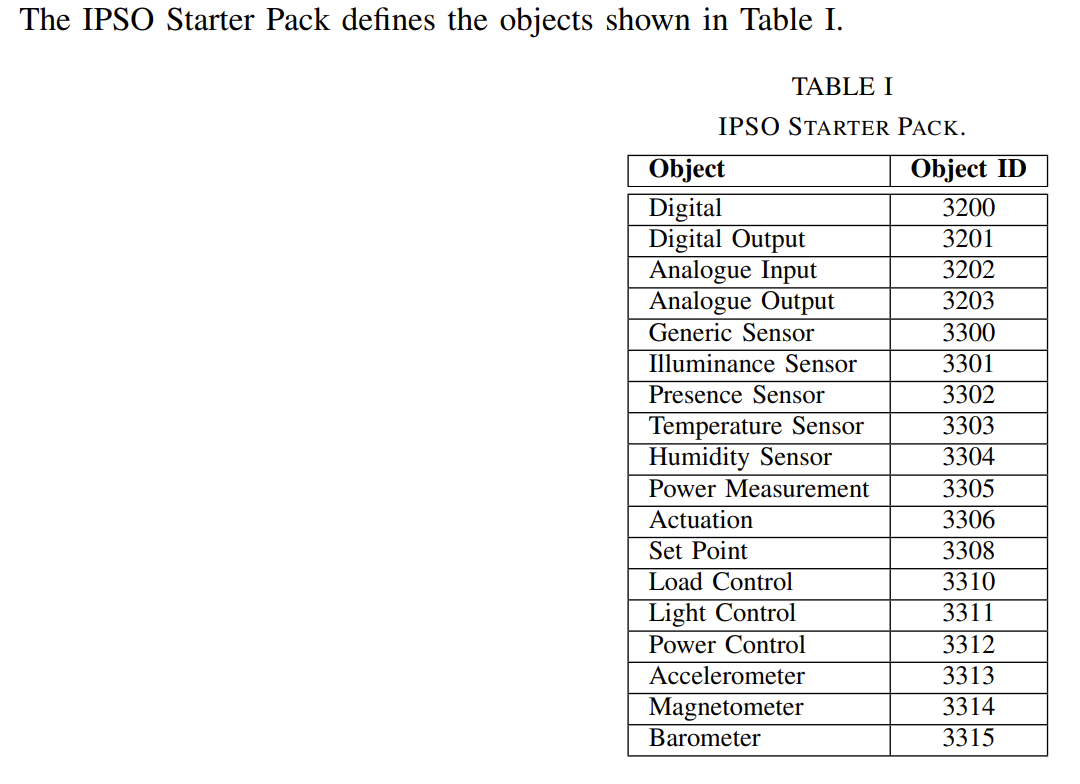 The IPSO Starter Pack defines the objects shown in Table I.
TABLE I
IPSO STARTER PACK.
Object Object ID
Digital 3200
Digital Output 3201
Analogue Input 3202
Analogue Output 3203
Generic Sensor 3300
Illuminance Sensor 3301
Presence Sensor 3302
Temperature Sensor 3303
Humidity Sensor 3304
Power Measurement 3305
Actuation 3306
Set Point 3308
Load Control 3310
Light Control 3311
Power Control 3312
Accelerometer 3313
Magnetometer 3314
Barometer 3315